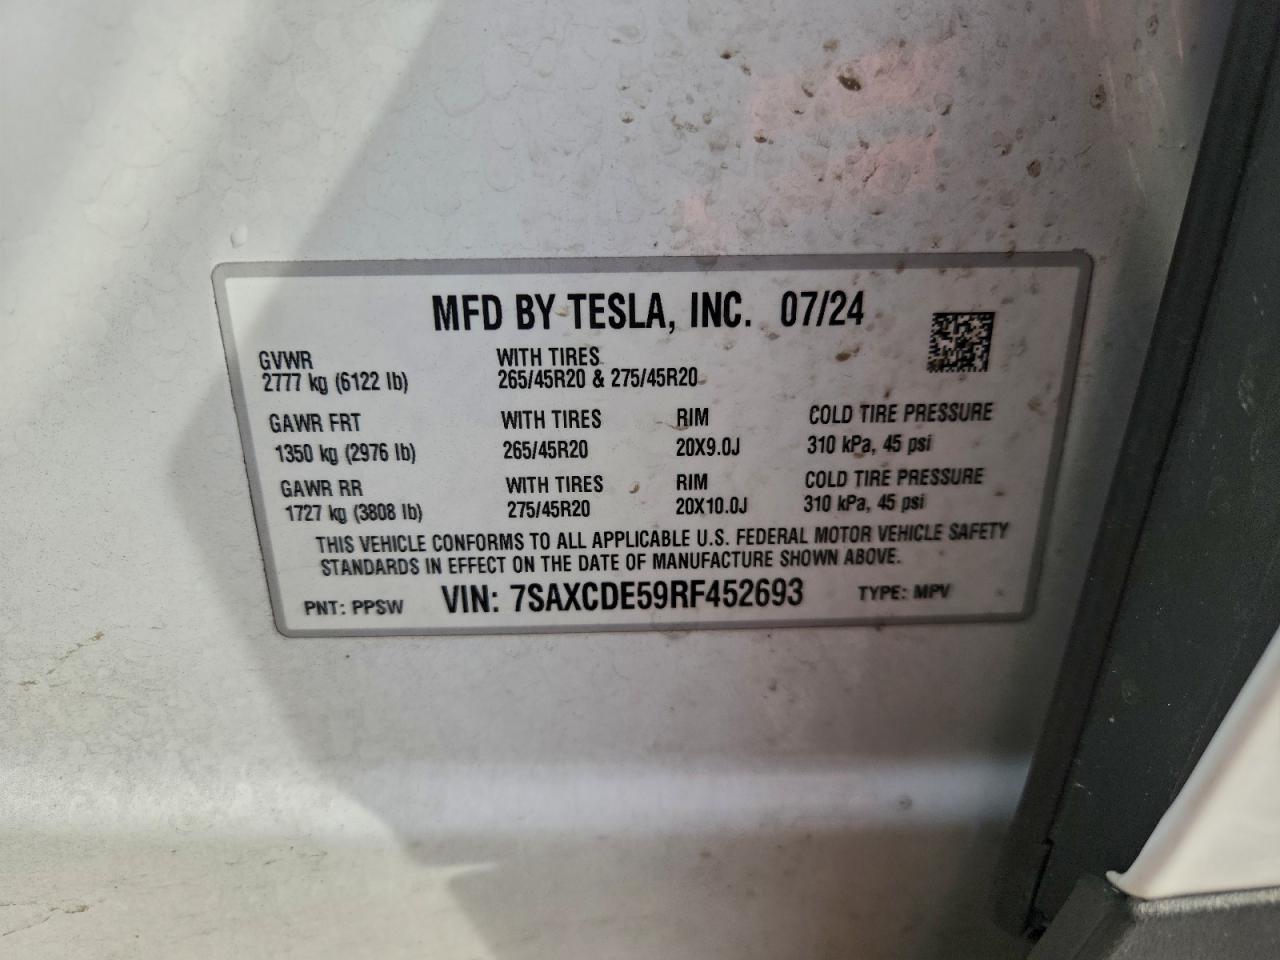 MFD BY TESLA, INC. 07/24
GVWR WITH TIRES
2777 kg (6122 lb) 265/45R20 & 275/45R20
GAWR FRT WITH TIRES RIM COLD TIRE PRESSURE
1350 kg (2976 lb) 265/45R20 20X9.0J 310 kPa, 45 psi
GAWR RR WITH TIRES RIM COLD TIRE PRESSURE
1727 kg (3808 lb) 275/45R20 20X10.0J 310 kPa, 45 psi
THIS VEHICLE CONFORMS TO ALL APPLICABLE U.S. FEDERAL MOTOR VEHICLE SAFETY
STANDARDS IN EFFECT ON THE DATE OF MANUFACTURE SHOWN ABOVE.
PNT: PPSW VIN: 7SAXCDE59RF452693 TYPE: MPV